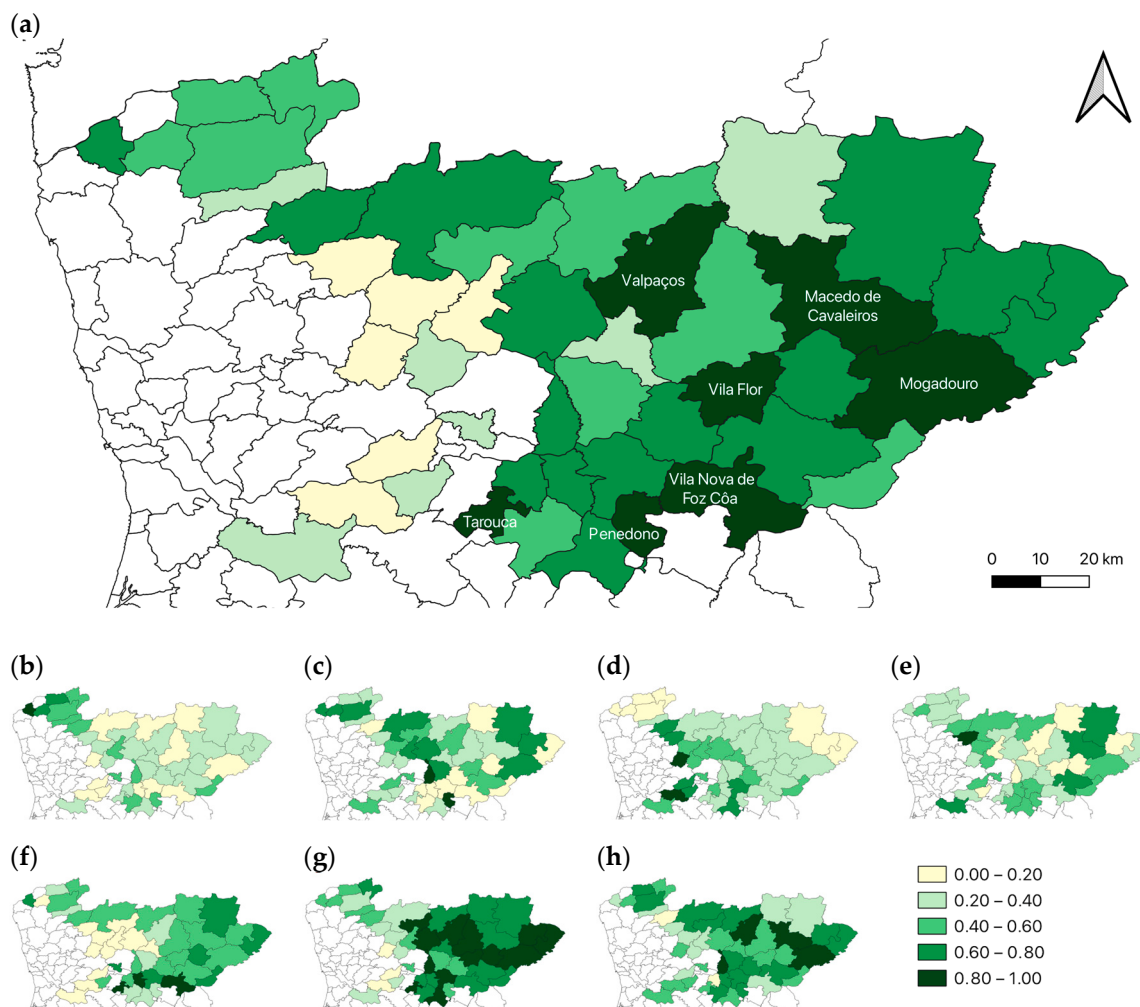 (a)
Valpaços
Macedo de
Cavaleiros
Vila Flor
Mogadouro
Vila Nova de
Foz Côa
Tarouca
Penedono
0 10 20 km
(b)
(c)
(d)
(e)
(f)
(g)
(h)
0.00 – 0.20
0.20 – 0.40
0.40 – 0.60
0.60 – 0.80
0.80 – 1.00